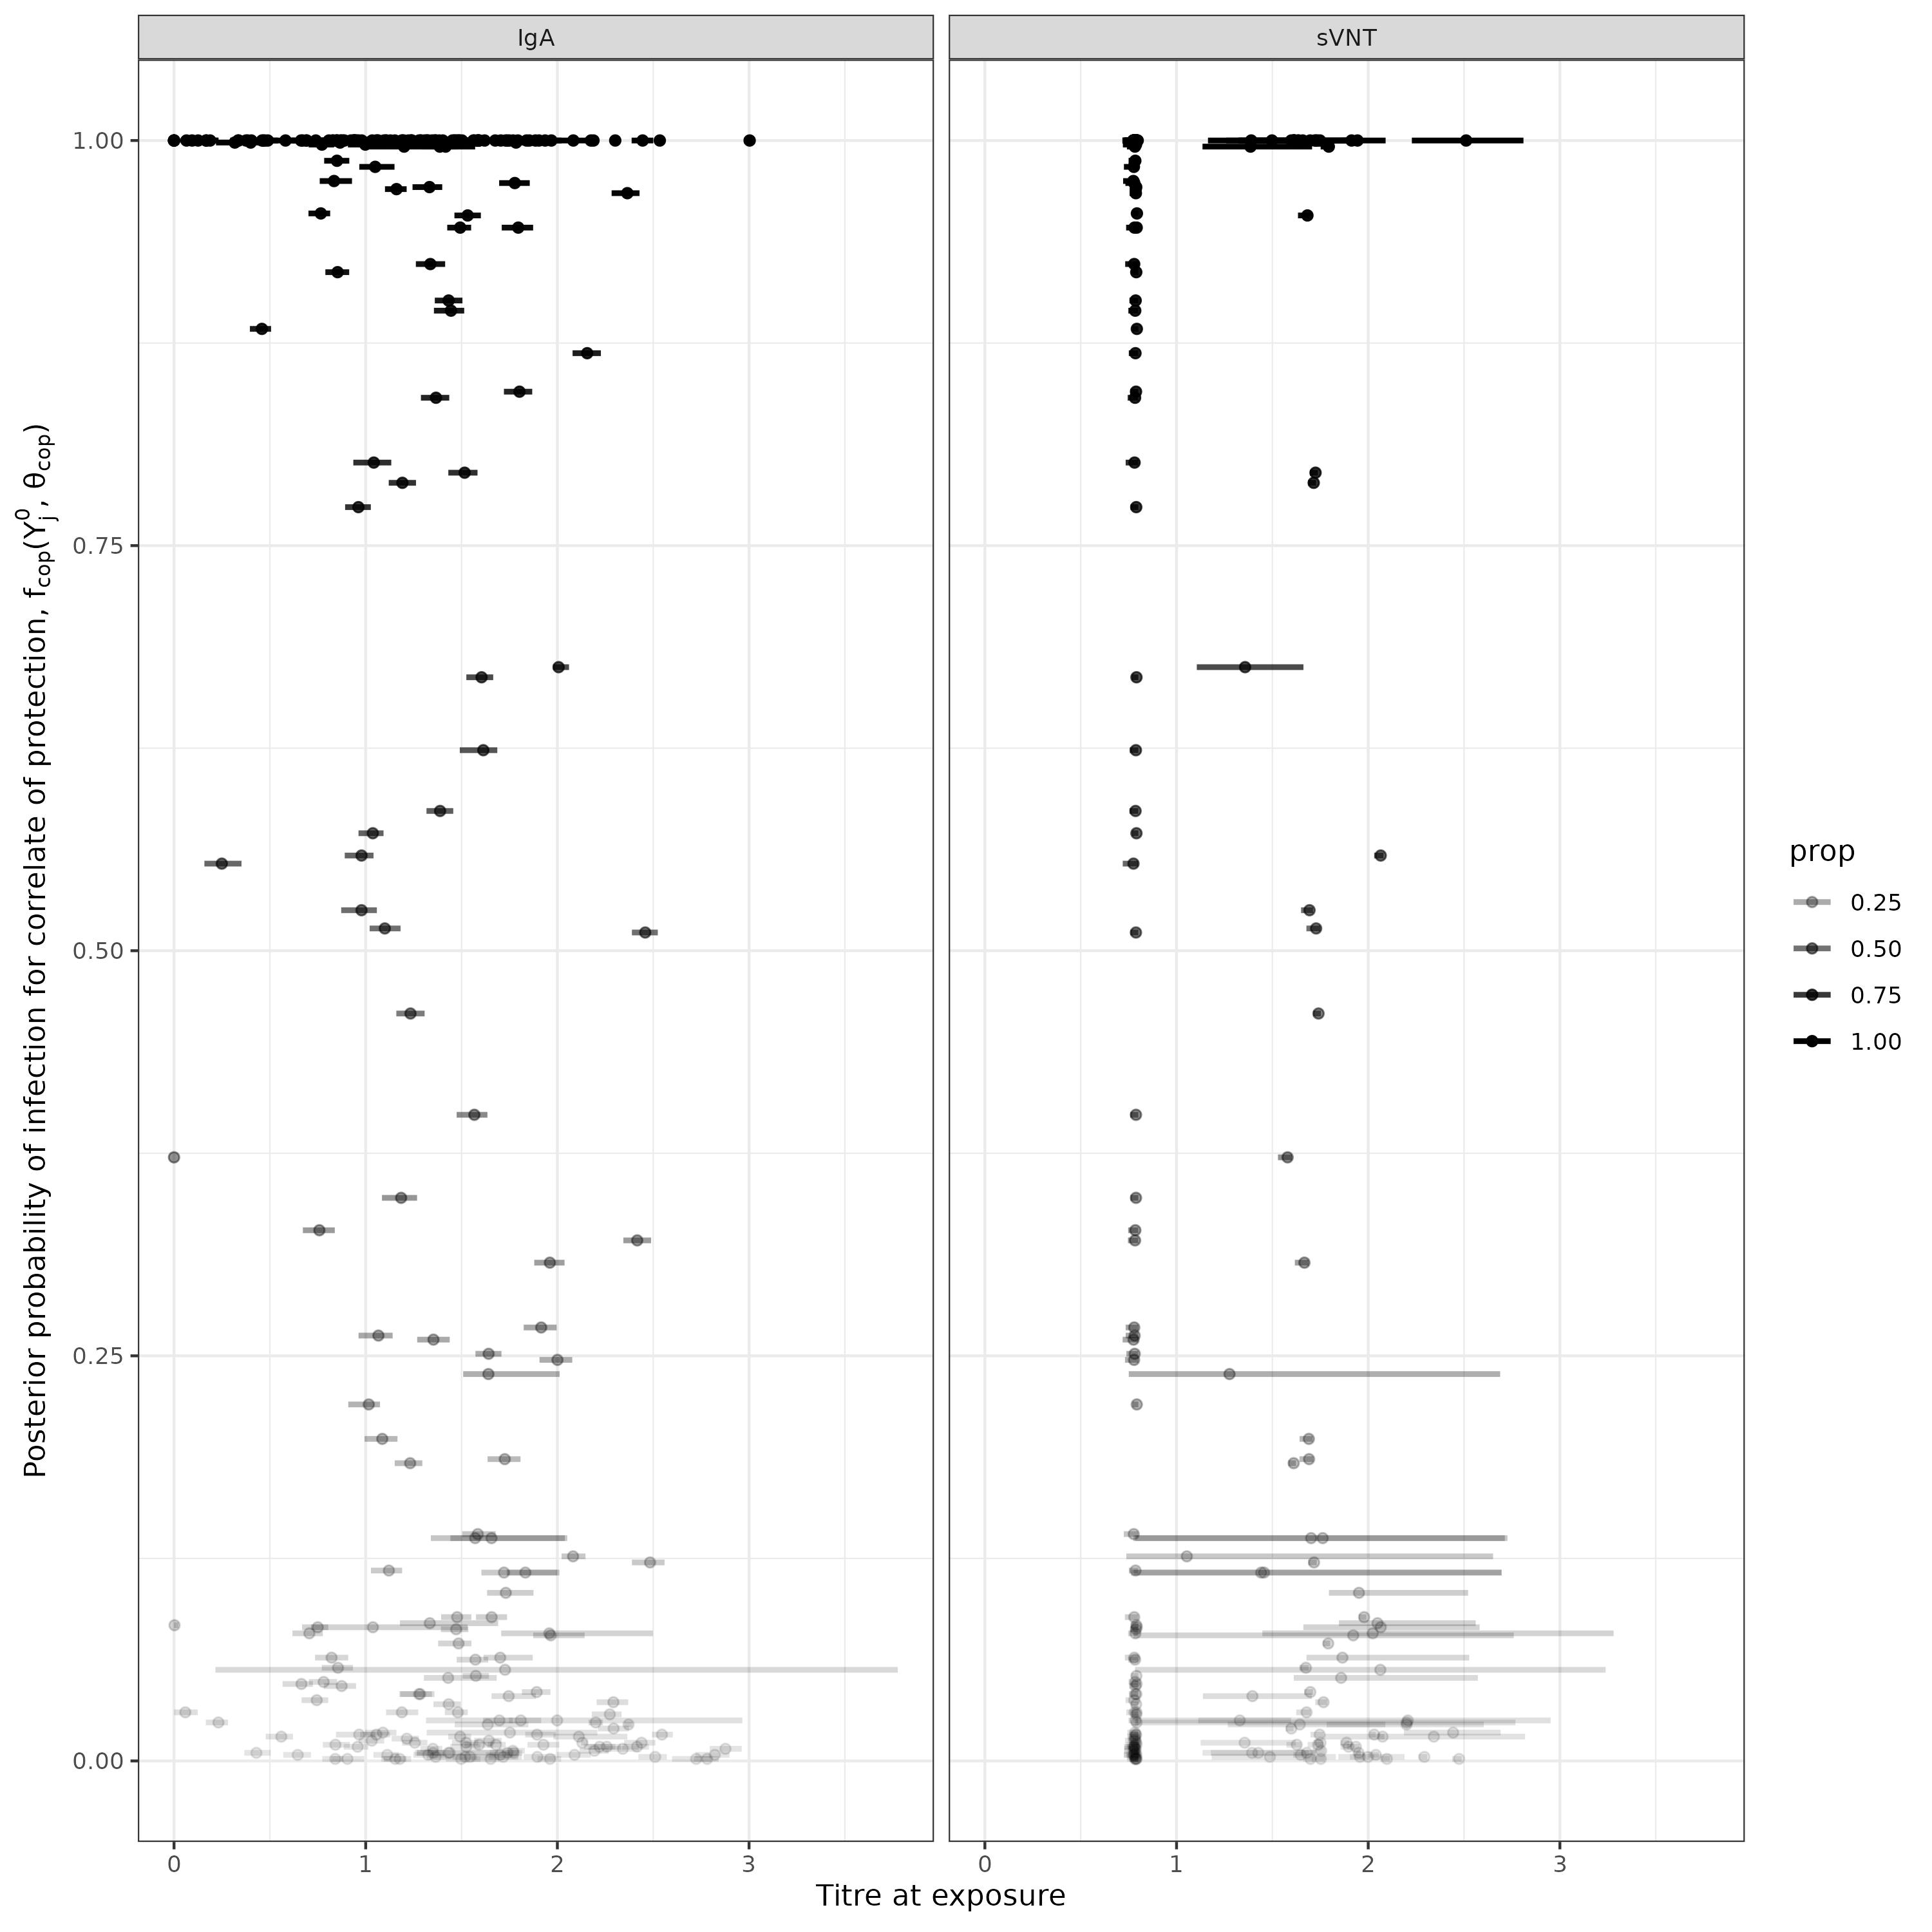 IgA
sVNT
Posterior probability of infection for correlate of protection, f_cop(Y_j^0, θ_cop)
1.00
0.75
0.50
0.25
0.00
0 1 2 3
0 1 2 3
Titre at exposure
prop
0.25
0.50
0.75
1.00